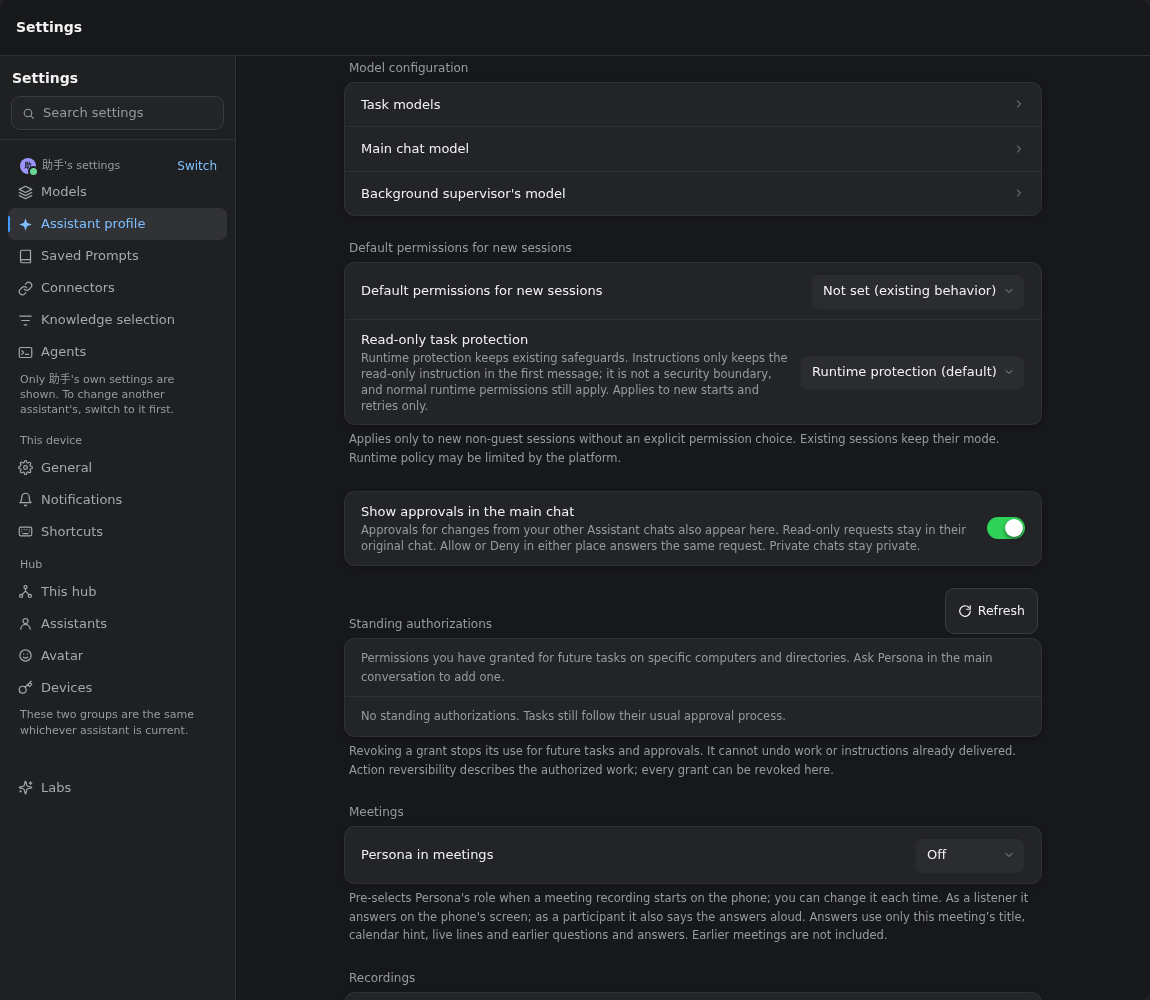 Settings
Settings
Search settings
助 助手's settings Switch
Models
Assistant profile
Saved Prompts
Connectors
Knowledge selection
Agents
Only 助手's own settings are
shown. To change another
assistant's, switch to it first.
This device
General
Notifications
Shortcuts
Hub
This hub
Assistants
Avatar
Devices
These two groups are the same
whichever assistant is current.
Labs
Model configuration
Task models
Main chat model
Background supervisor's model
Default permissions for new sessions
Default permissions for new sessions
Not set (existing behavior)
Read-only task protection
Runtime protection keeps existing safeguards. Instructions only keeps the
read-only instruction in the first message; it is not a security boundary,
and normal runtime permissions still apply. Applies to new starts and
retries only.
Runtime protection (default)
Applies only to new non-guest sessions without an explicit permission choice. Existing sessions keep their mode.
Runtime policy may be limited by the platform.
Show approvals in the main chat
Approvals for changes from your other Assistant chats also appear here. Read-only requests stay in their
original chat. Allow or Deny in either place answers the same request. Private chats stay private.
Refresh
Standing authorizations
Permissions you have granted for future tasks on specific computers and directories. Ask Persona in the main
conversation to add one.
No standing authorizations. Tasks still follow their usual approval process.
Revoking a grant stops its use for future tasks and approvals. It cannot undo work or instructions already delivered.
Action reversibility describes the authorized work; every grant can be revoked here.
Meetings
Persona in meetings
Off
Pre-selects Persona's role when a meeting recording starts on the phone; you can change it each time. As a listener it
answers on the phone's screen; as a participant it also says the answers aloud. Answers use only this meeting’s title,
calendar hint, live lines and earlier questions and answers. Earlier meetings are not included.
Recordings